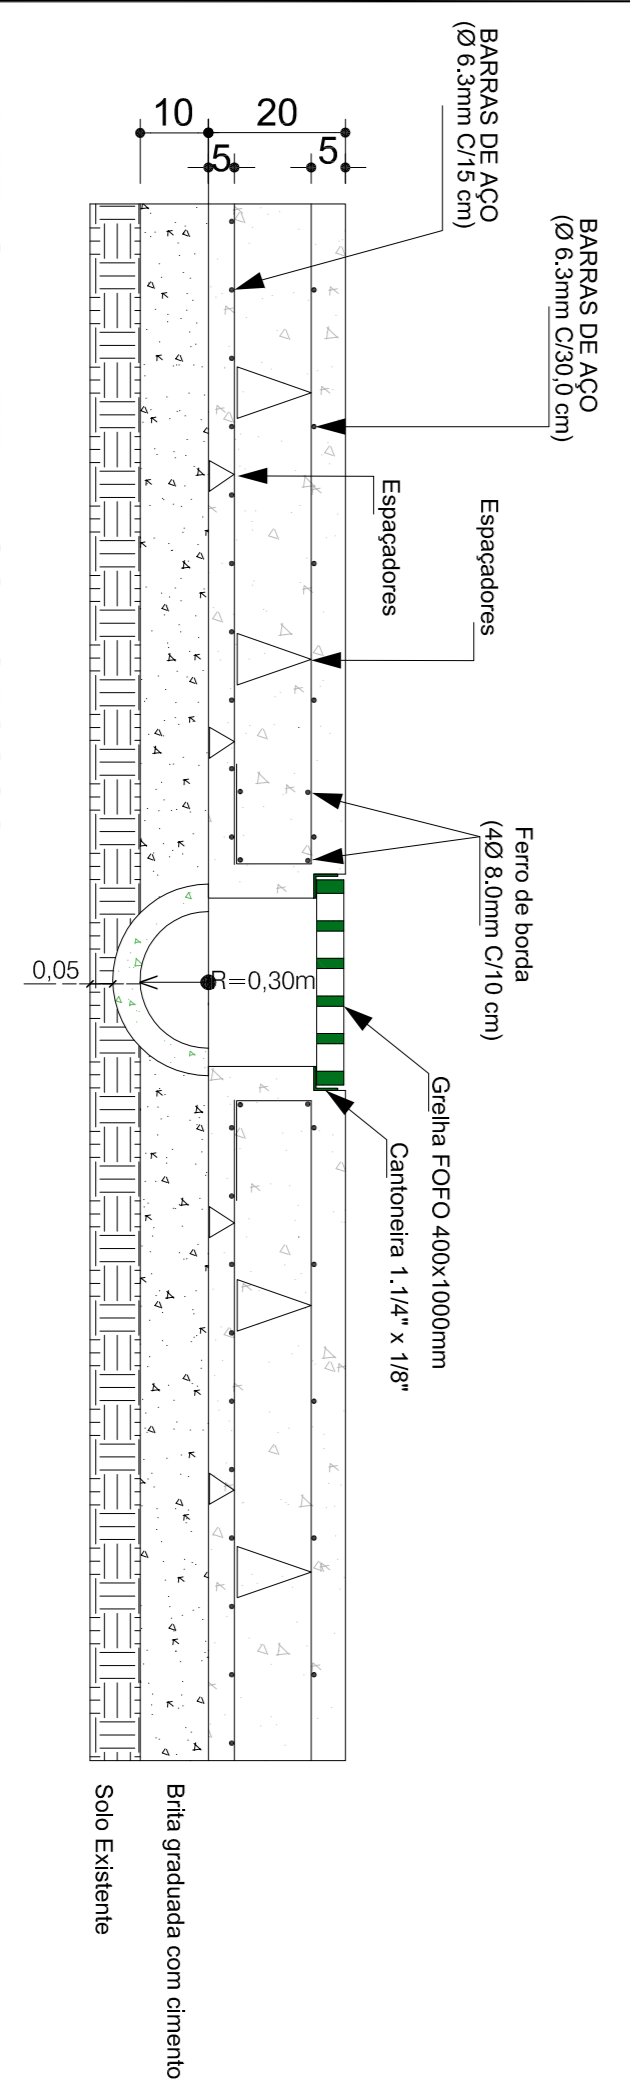 BARRAS DE AÇO
(Ø 6.3mm C/15 cm)
BARRAS DE AÇO
(Ø 6.3mm C/30,0 cm)
10
20
5
5
Espaçadores
Espaçadores
Ferro de borda
(4Ø 8.0mm C/10 cm)
0,05
R=0,30m
Grelha FOFO 400x1000mm
Cantoneira 1.1/4" x 1/8"
Brita graduada com cimento
Solo Existente